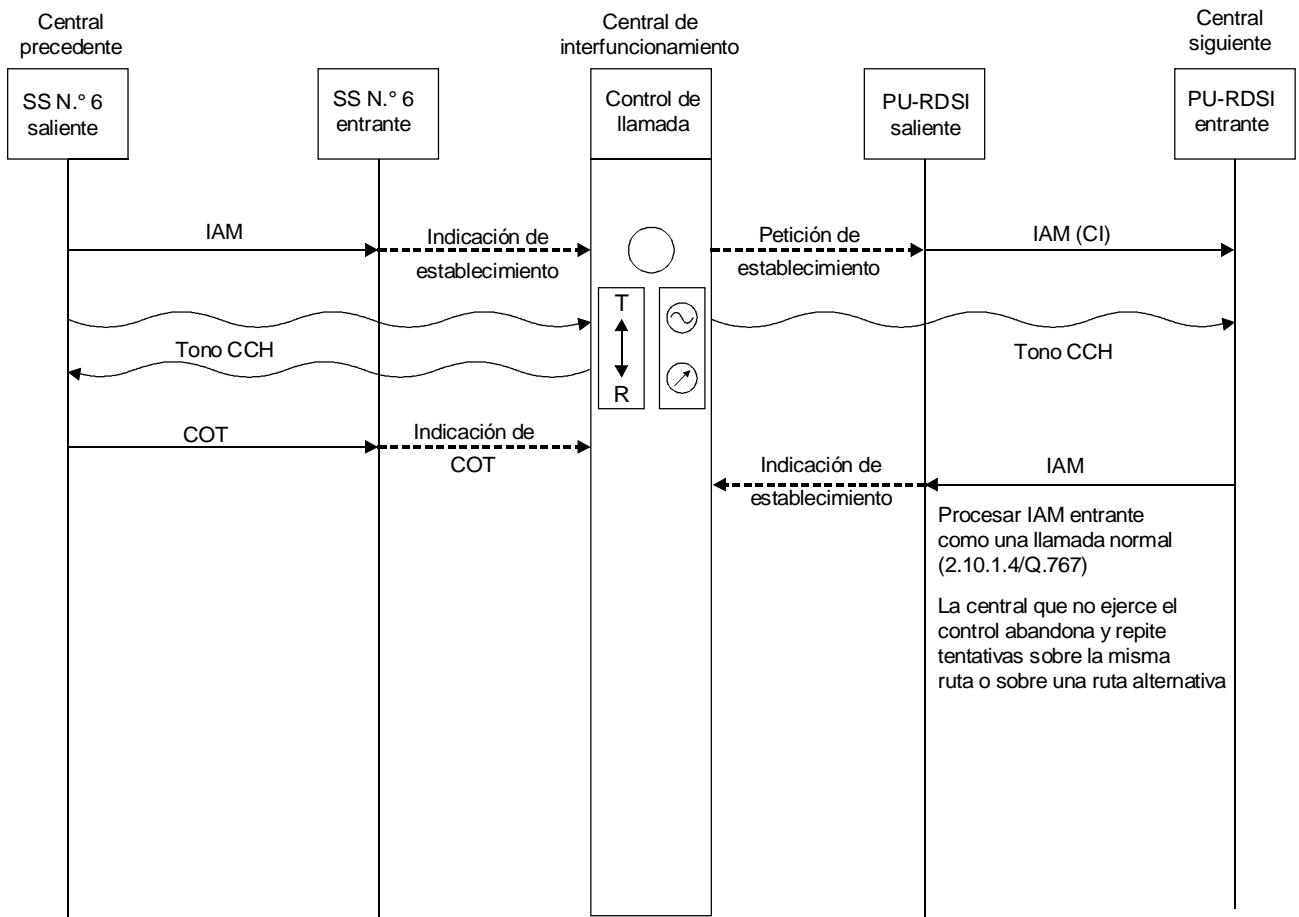 Central
precedente
Central de
interfuncionamiento
Central
siguiente
SS N.° 6
saliente
SS N.° 6
entrante
Control de
llamada
PU-RDSI
saliente
PU-RDSI
entrante
IAM
Indicación de
establecimiento
Petición de
establecimiento
IAM (CI)
T
R
Tono CCH
Tono CCH
COT
Indicación de
COT
Indicación de
establecimiento
IAM
Procesar IAM entrante
como una llamada normal
(2.10.1.4/Q.767)
La central que no ejerce el
control abandona y repite
tentativas sobre la misma
ruta o sobre una ruta alternativa